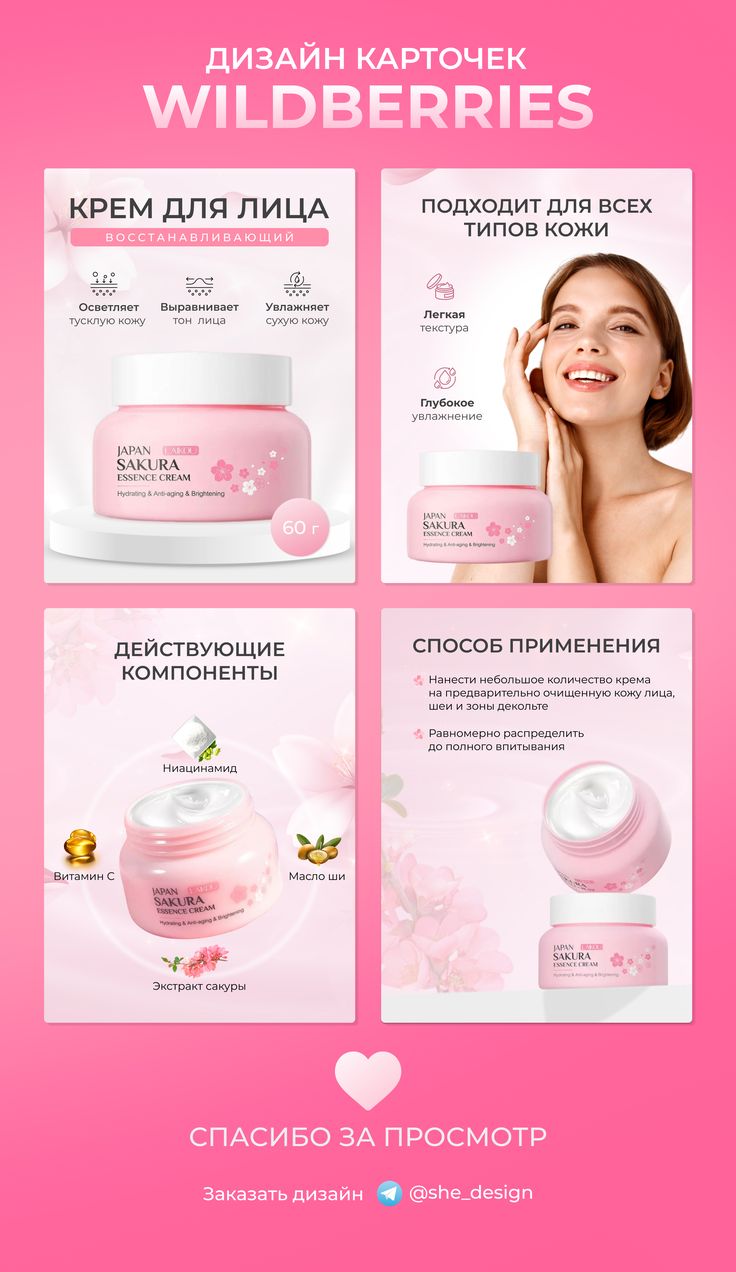 ДИЗАЙН КАРТОЧЕК
WILDBERRIES
КРЕМ ДЛЯ ЛИЦА
ВОССТАНАВЛИВАЮЩИЙ
Осветляет
тусклую кожу
Выравнивает
тон лица
Увлажняет
сухую кожу
JAPAN LAIKOU
SAKURA
ESSENCE CREAM
Hydrating & Anti-aging & Brightening
60 г
ПОДХОДИТ ДЛЯ ВСЕХ
ТИПОВ КОЖИ
Легкая
текстура
Глубокое
увлажнение
JAPAN LAIKOU
SAKURA
ESSENCE CREAM
Hydrating & Anti-aging & Brightening
ДЕЙСТВУЮЩИЕ
КОМПОНЕНТЫ
Ниацинамид
Витамин С
Масло ши
JAPAN LAIKOU
SAKURA
ESSENCE CREAM
Hydrating & Anti-aging & Brightening
Экстракт сакуры
СПОСОБ ПРИМЕНЕНИЯ
Нанести небольшое количество крема
на предварительно очищенную кожу лица,
шеи и зоны декольте
Равномерно распределить
до полного впитывания
JAPAN LAIKOU
SAKURA
ESSENCE CREAM
Hydrating & Anti-aging & Brightening
СПАСИБО ЗА ПРОСМОТР
Заказать дизайн @she_design